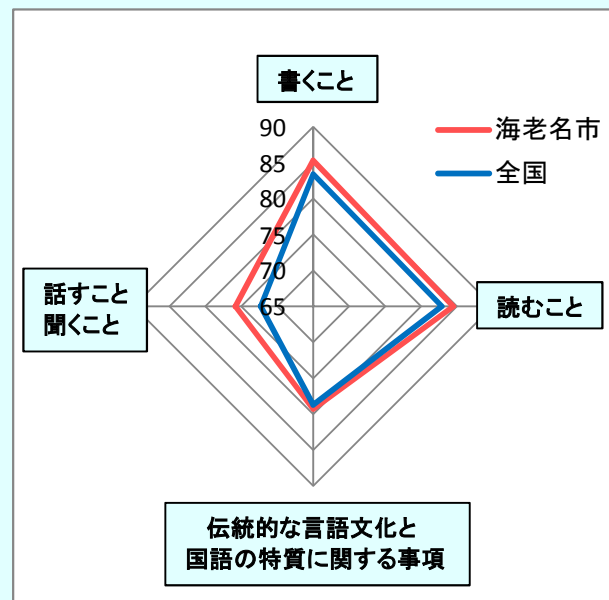 書くこと
90
85
80
75
70
65
海老名市
全国
話すこと
聞くこと
読むこと
伝統的な言語文化と
国語の特質に関する事項